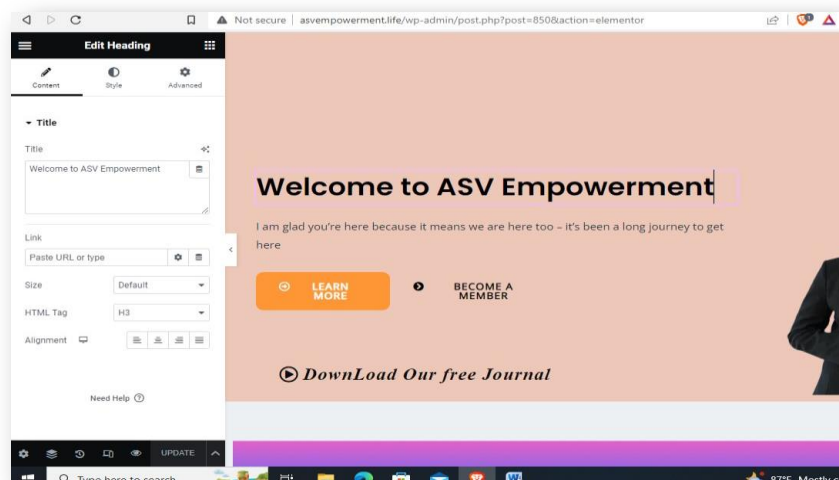 Not secure | asvempowerment.life/wp-admin/post.php?post=850&action=elementor
Edit Heading
Content Style Advanced
Title
Title
Welcome to ASV Empowerment
Link
Paste URL or type
Size Default
HTML Tag H3
Alignment
Need Help
UPDATE
Welcome to ASV Empowerment
I am glad you're here because it means we are here too – it's been a long journey to get
here
LEARN
MORE
BECOME A
MEMBER
DownLoad Our free Journal
Type here to search
87°F Mostly